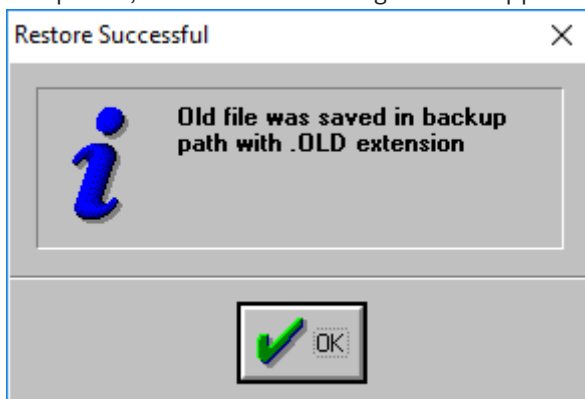 Restore Successful
Old file was saved in backup
path with .OLD extension
OK